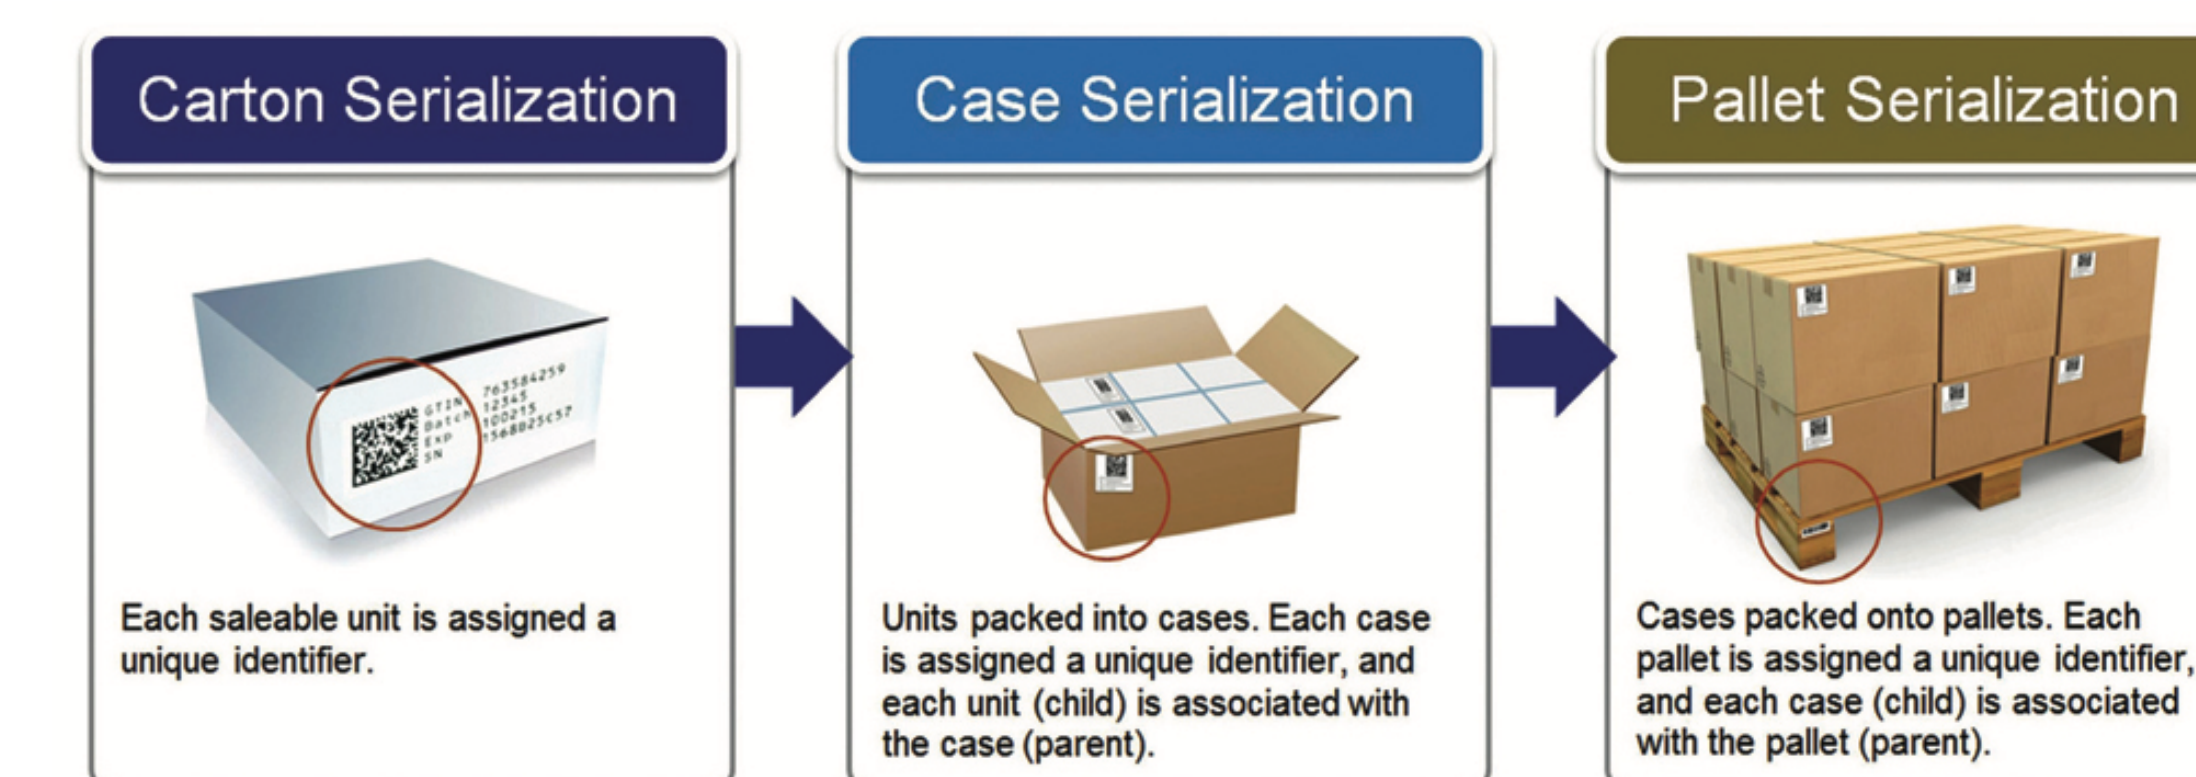 Carton Serialization
GTIN 763584259
Batch 12345
Exp 100215
SN 1568B25C57
Each saleable unit is assigned a
unique identifier.
Case Serialization
Units packed into cases. Each case
is assigned a unique identifier, and
each unit (child) is associated with
the case (parent).
Pallet Serialization
Cases packed onto pallets. Each
pallet is assigned a unique identifier,
and each case (child) is associated
with the pallet (parent).